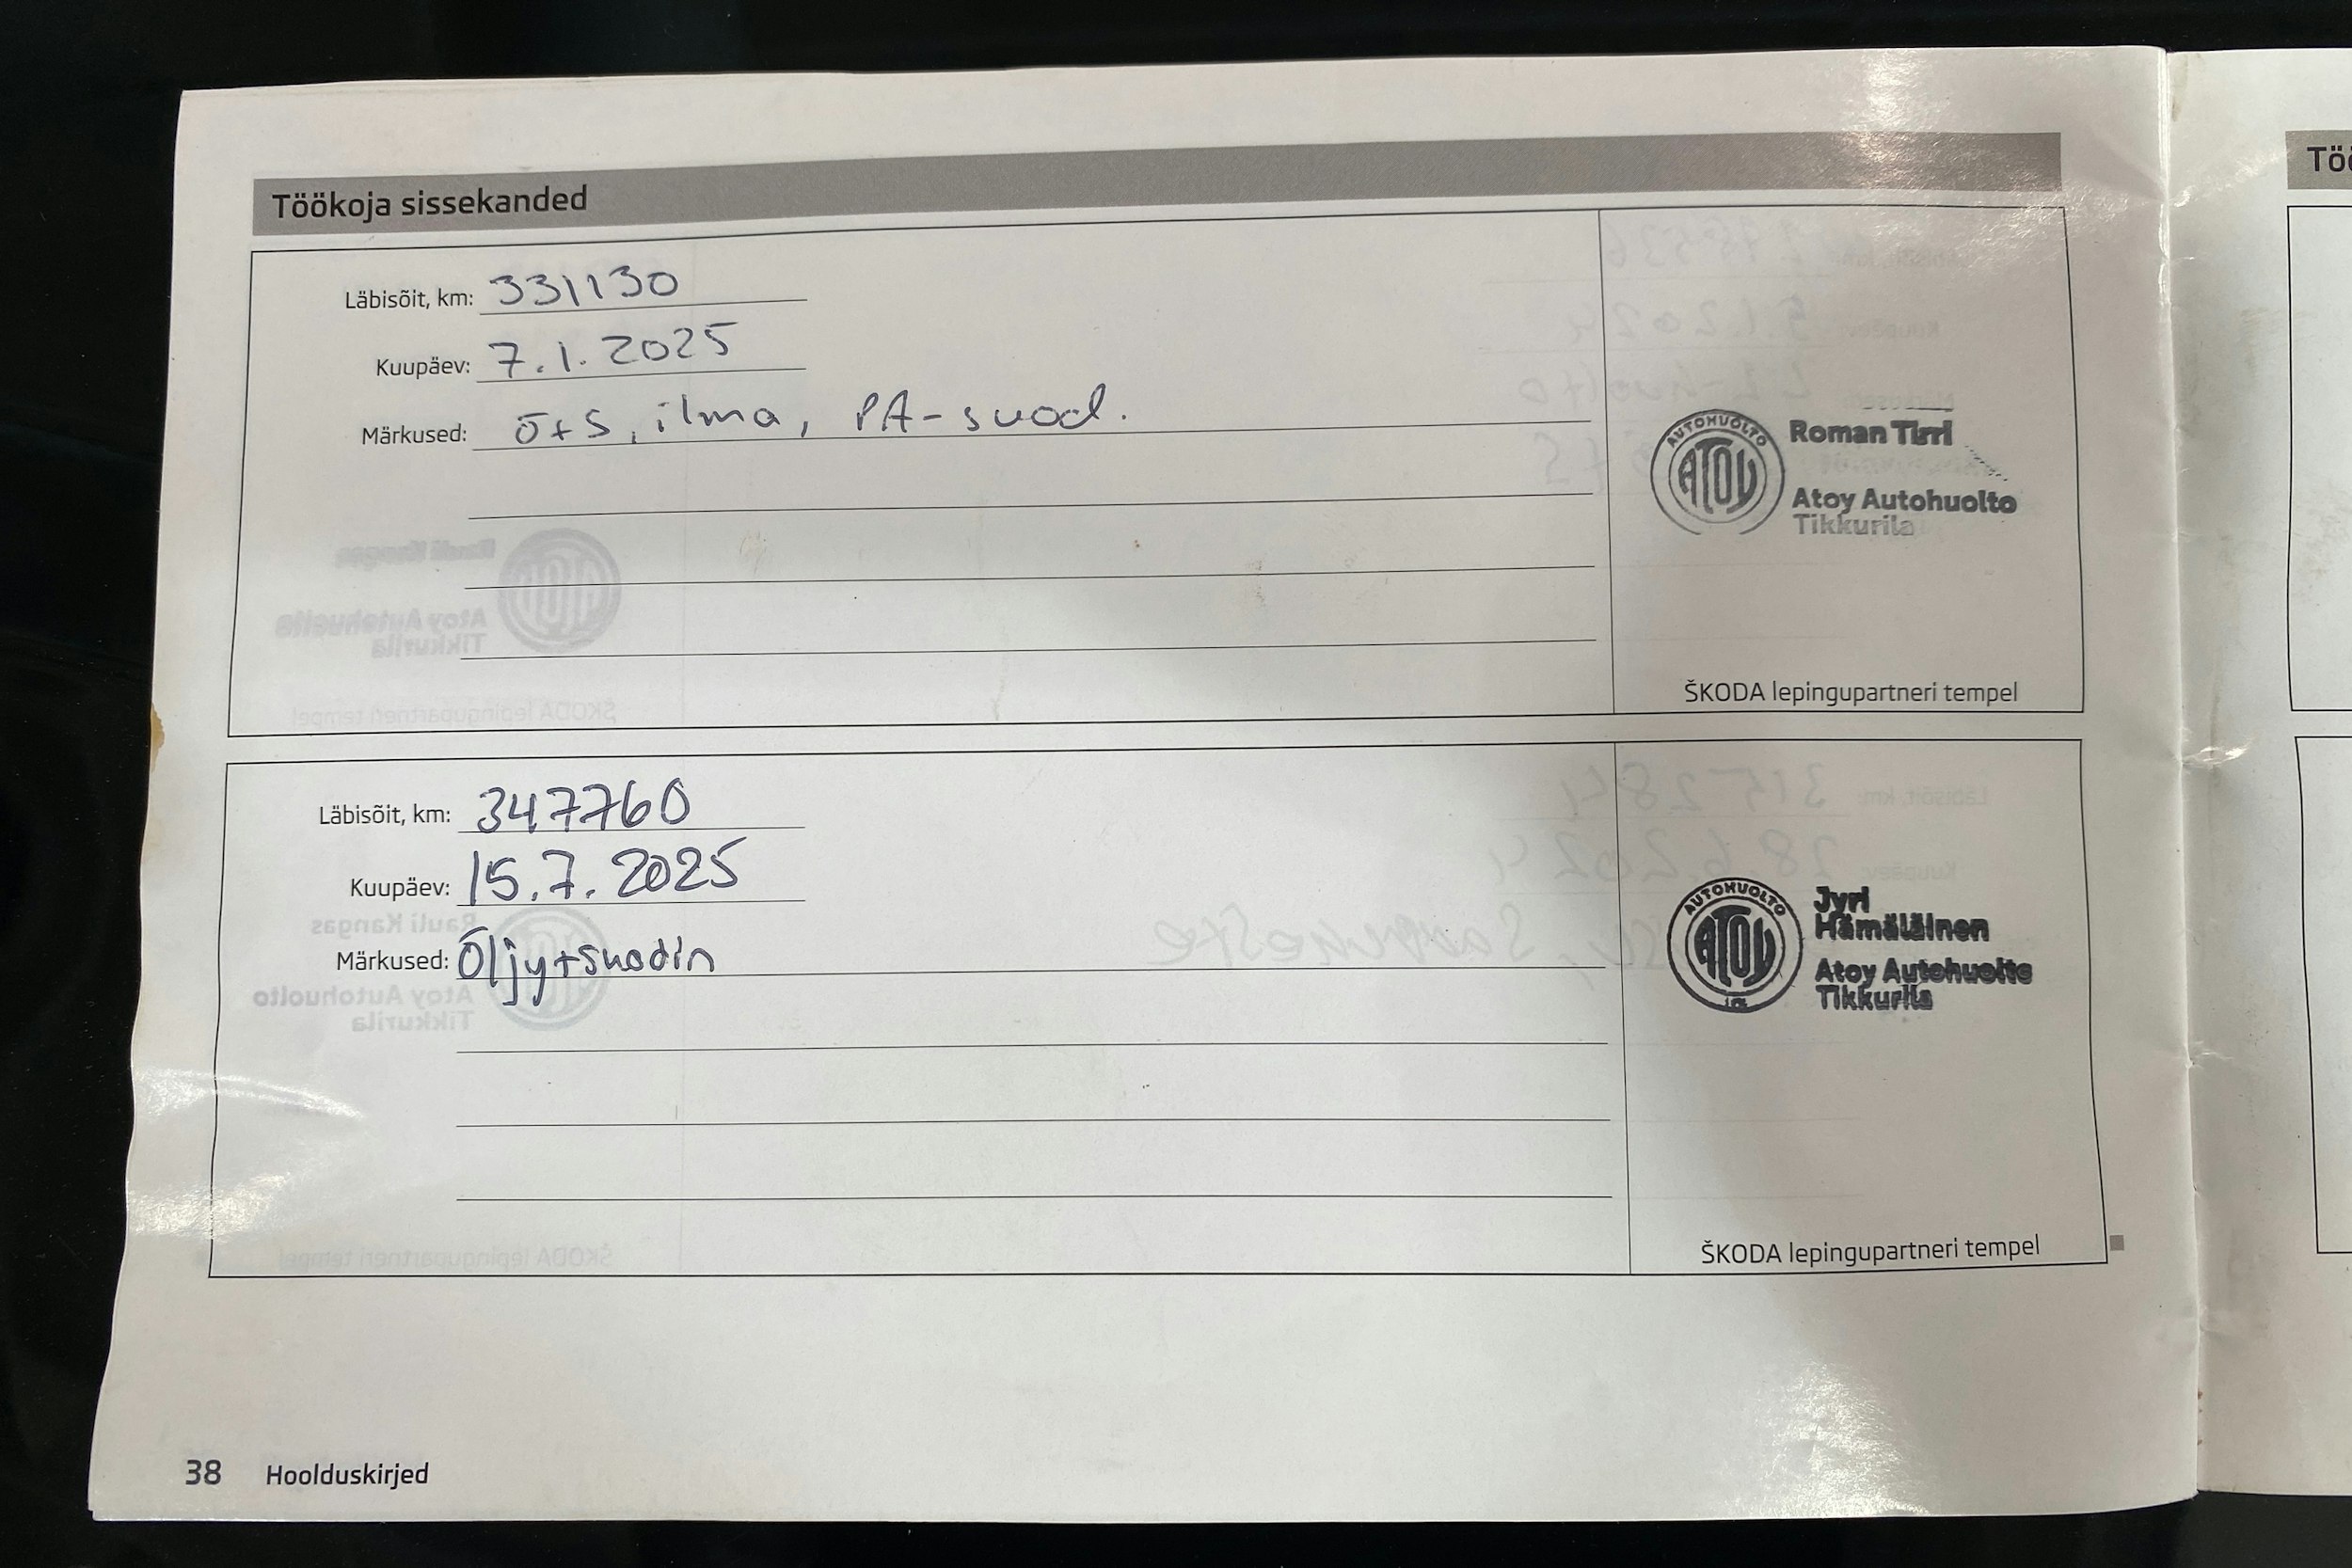 Töökoja sissekanded
Läbisõit, km: 331130
Kuupäev: 7.1.2025
Märkused: Ö+S, ilma, PA-suod.
AUTOHUOLTO
ATOY
Roman Tirri
Atoy Autohuolto
Tikkurila
ŠKODA lepingupartneri tempel
Läbisõit, km: 347760
Kuupäev: 15.7.2025
Märkused: Öljy+suodin
AUTOHUOLTO
ATOY
Jyri
Hämäläinen
Atoy Autohuolto
Tikkurila
ŠKODA lepingupartneri tempel
38 Hoolduskirjed
Töö